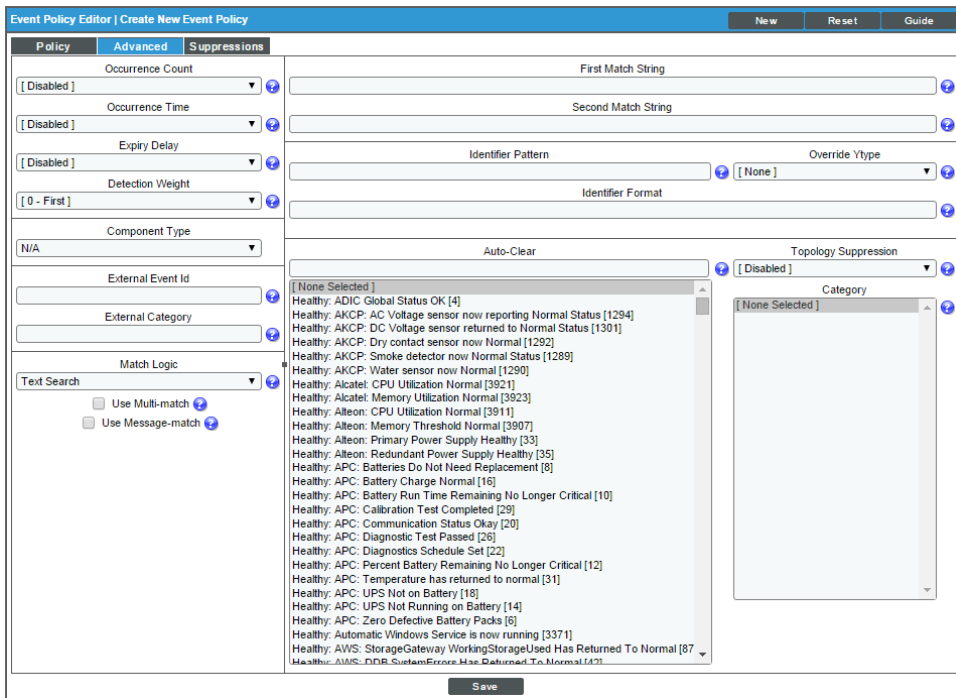 Event Policy Editor | Create New Event Policy
New
Reset
Guide
Policy
Advanced
Suppressions
Occurrence Count
[ Disabled ]
Occurrence Time
[ Disabled ]
Expiry Delay
[ Disabled ]
Detection Weight
[ 0 - First ]
Component Type
N/A
External Event Id
External Category
Match Logic
Text Search
Use Multi-match
Use Message-match
First Match String
Second Match String
Identifier Pattern
Override Ytype
[ None ]
Identifier Format
Auto-Clear
[ None Selected ]
Healthy: ADIC Global Status OK [4]
Healthy: AKCP: AC Voltage sensor now reporting Normal Status [1294]
Healthy: AKCP: DC Voltage sensor returned to Normal Status [1301]
Healthy: AKCP: Dry contact sensor now Normal [1292]
Healthy: AKCP: Smoke detector now Normal Status [1289]
Healthy: AKCP: Water sensor now Normal [1290]
Healthy: Alcatel: CPU Utilization Normal [3921]
Healthy: Alcatel: Memory Utilization Normal [3923]
Healthy: Alteon: CPU Utilization Normal [3911]
Healthy: Alteon: Memory Threshold Normal [3907]
Healthy: Alteon: Primary Power Supply Healthy [33]
Healthy: Alteon: Redundant Power Supply Healthy [35]
Healthy: APC: Batteries Do Not Need Replacement [8]
Healthy: APC: Battery Charge Normal [16]
Healthy: APC: Battery Run Time Remaining No Longer Critical [10]
Healthy: APC: Calibration Test Completed [29]
Healthy: APC: Communication Status Okay [20]
Healthy: APC: Diagnostic Test Passed [26]
Healthy: APC: Diagnostics Schedule Set [22]
Healthy: APC: Percent Battery Remaining No Longer Critical [12]
Healthy: APC: Temperature has returned to normal [31]
Healthy: APC: UPS Not on Battery [18]
Healthy: APC: UPS Not Running on Battery [14]
Healthy: APC: Zero Defective Battery Packs [6]
Healthy: Automatic Windows Service is now running [3371]
Healthy: AWS: StorageGateway WorkingStorageUsed Has Returned To Normal [87
Healthy: AWS: DDB SystemErrors Has Returned To Normal [42]
Topology Suppression
[ Disabled ]
Category
[ None Selected ]
Save